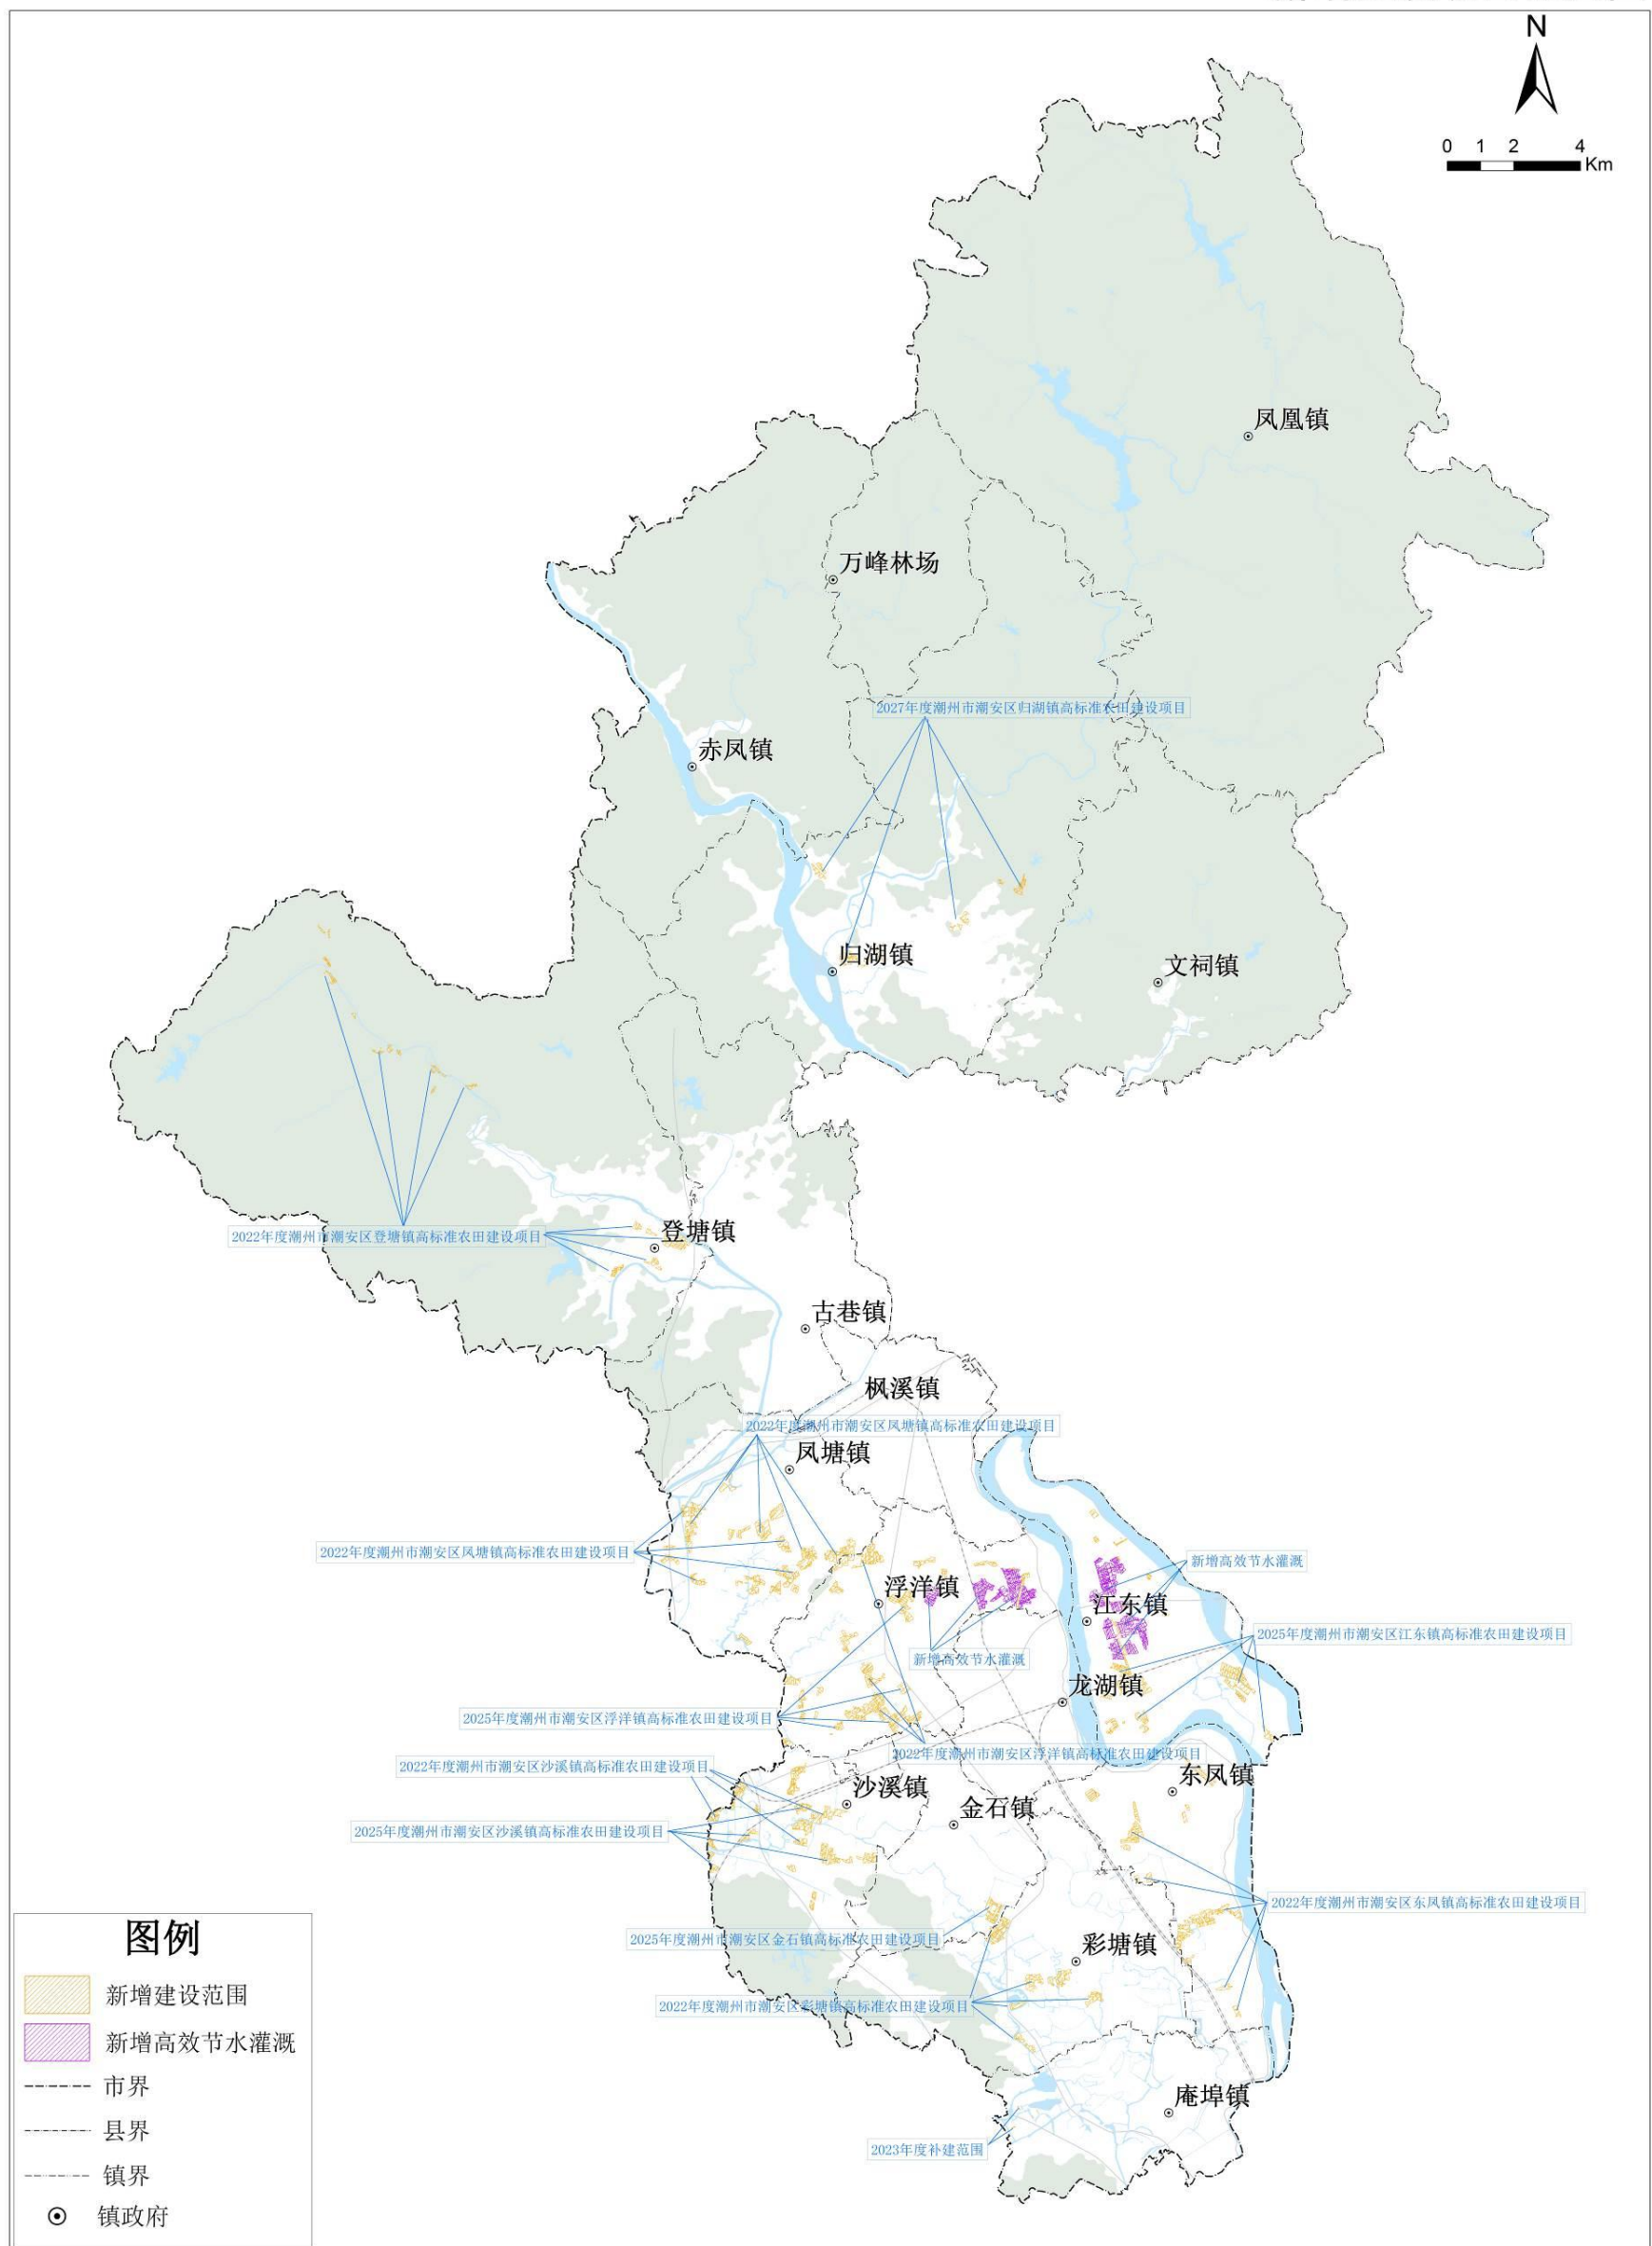 N
0 1 2 4
Km
凤凰镇
万峰林场
2027年度潮州市潮安区归湖镇高标准农田建设项目
赤凤镇
归湖镇
文祠镇
登塘镇
2022年度潮州市潮安区登塘镇高标准农田建设项目
古巷镇
枫溪镇
2022年度潮州市潮安区凤塘镇高标准农田建设项目
凤塘镇
2022年度潮州市潮安区凤塘镇高标准农田建设项目
新增高效节水灌溉
浮洋镇
江东镇
2025年度潮州市潮安区江东镇高标准农田建设项目
新增高效节水灌溉
龙湖镇
2025年度潮州市潮安区浮洋镇高标准农田建设项目
2022年度潮州市潮安区浮洋镇高标准农田建设项目
2022年度潮州市潮安区沙溪镇高标准农田建设项目
东凤镇
沙溪镇
金石镇
2025年度潮州市潮安区沙溪镇高标准农田建设项目
2022年度潮州市潮安区东凤镇高标准农田建设项目
2025年度潮州市潮安区金石镇高标准农田建设项目
彩塘镇
2022年度潮州市潮安区彩塘镇高标准农田建设项目
庵埠镇
2023年度补建范围
图例
新增建设范围
新增高效节水灌溉
市界
县界
镇界
镇政府